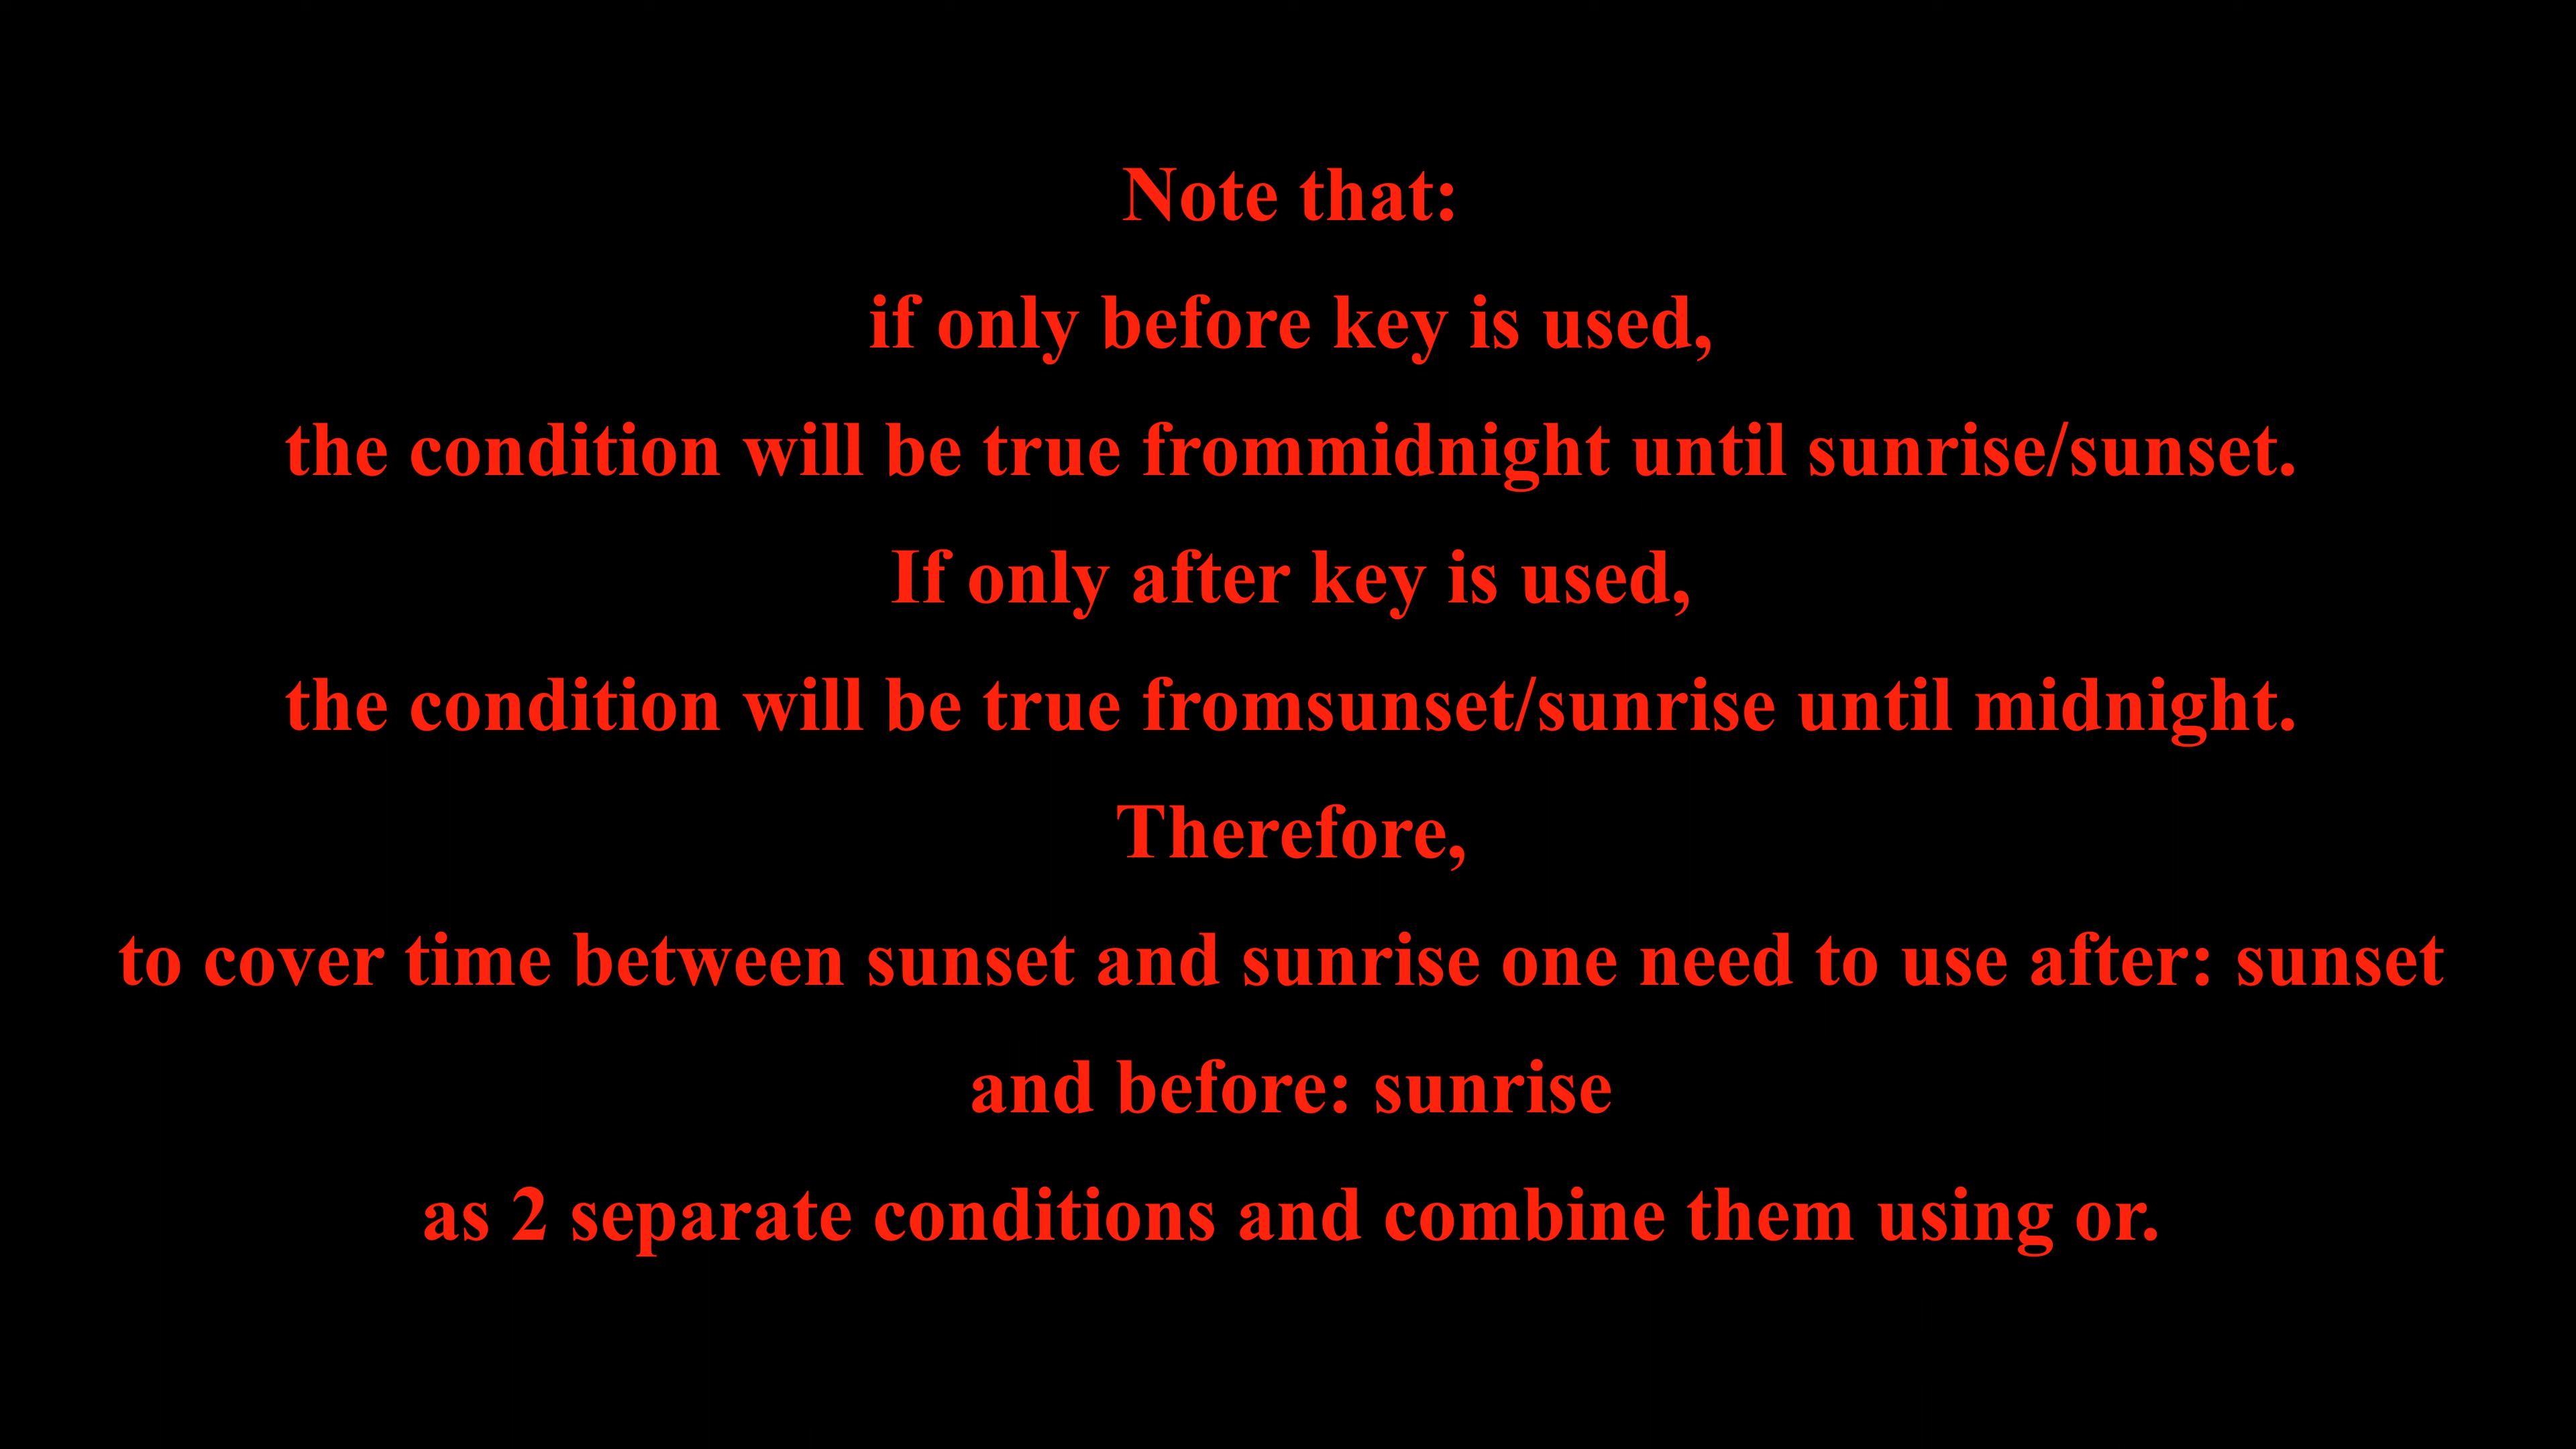 Note that:
if only before key is used,
the condition will be true frommidnight until sunrise/sunset.
If only after key is used,
the condition will be true fromsunset/sunrise until midnight.
Therefore,
to cover time between sunset and sunrise one need to use after: sunset
and before: sunrise
as 2 separate conditions and combine them using or.